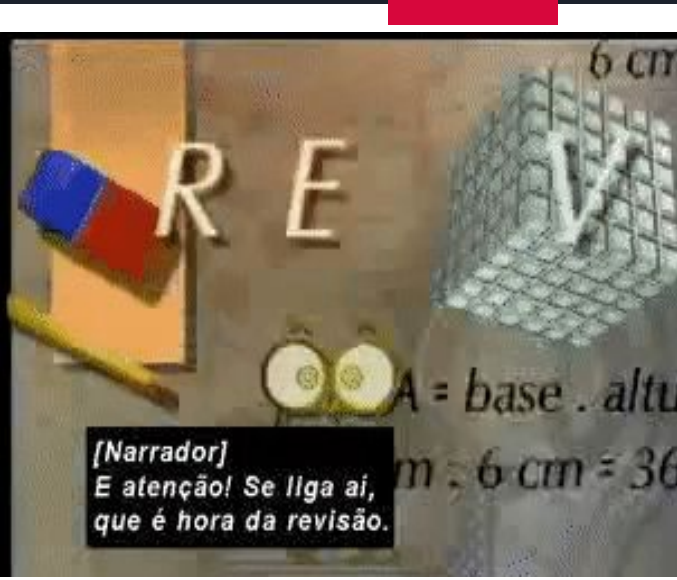 6 cm
R E V
A = base . altu
m . 6 cm = 36
[Narrador]
E atenção! Se liga aí,
que é hora da revisão.